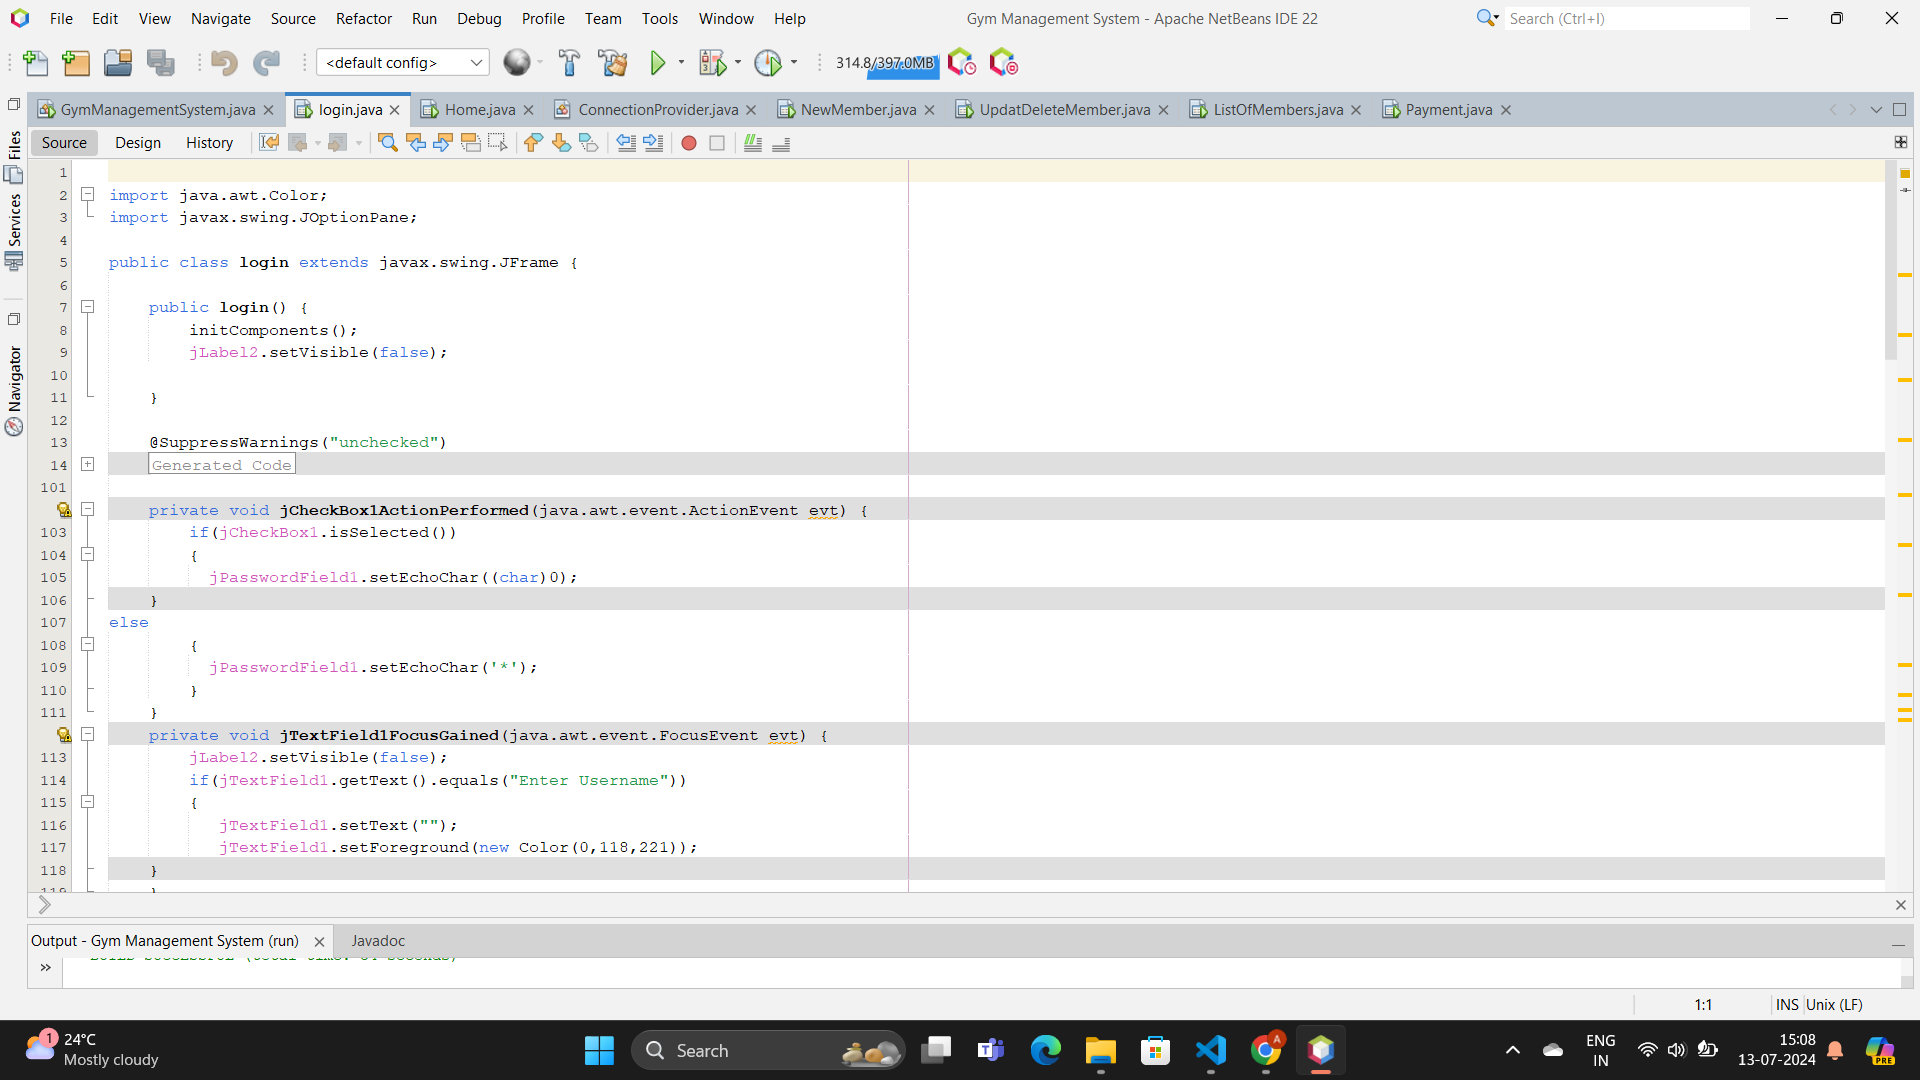 File Edit View Navigate Source Refactor Run Debug Profile Team Tools Window Help
Gym Management System - Apache NetBeans IDE 22
Search (Ctrl+I)
<default config>
314.8/397.0MB
GymManagementSystem.java login.java Home.java ConnectionProvider.java NewMember.java UpdatDeleteMember.java ListOfMembers.java Payment.java
Source Design History
Files
Services
Navigator
1
2 import java.awt.Color;
3 import javax.swing.JOptionPane;
4
5 public class login extends javax.swing.JFrame {
6
7 public login() {
8 initComponents();
9 jLabel2.setVisible(false);
10
11 }
12
13 @SuppressWarnings("unchecked")
14 Generated Code
101
private void jCheckBox1ActionPerformed(java.awt.event.ActionEvent evt) {
103 if(jCheckBox1.isSelected())
104 {
105 jPasswordField1.setEchoChar((char)0);
106 }
107 else
108 {
109 jPasswordField1.setEchoChar('*');
110 }
111 }
private void jTextField1FocusGained(java.awt.event.FocusEvent evt) {
113 jLabel2.setVisible(false);
114 if(jTextField1.getText().equals("Enter Username"))
115 {
116 jTextField1.setText("");
117 jTextField1.setForeground(new Color(0,118,221));
118 }
119 }
Output - Gym Management System (run) Javadoc
1:1 INS Unix (LF)
1
24°C
Mostly cloudy
Search
A
ENG
IN
15:08
13-07-2024
PRE